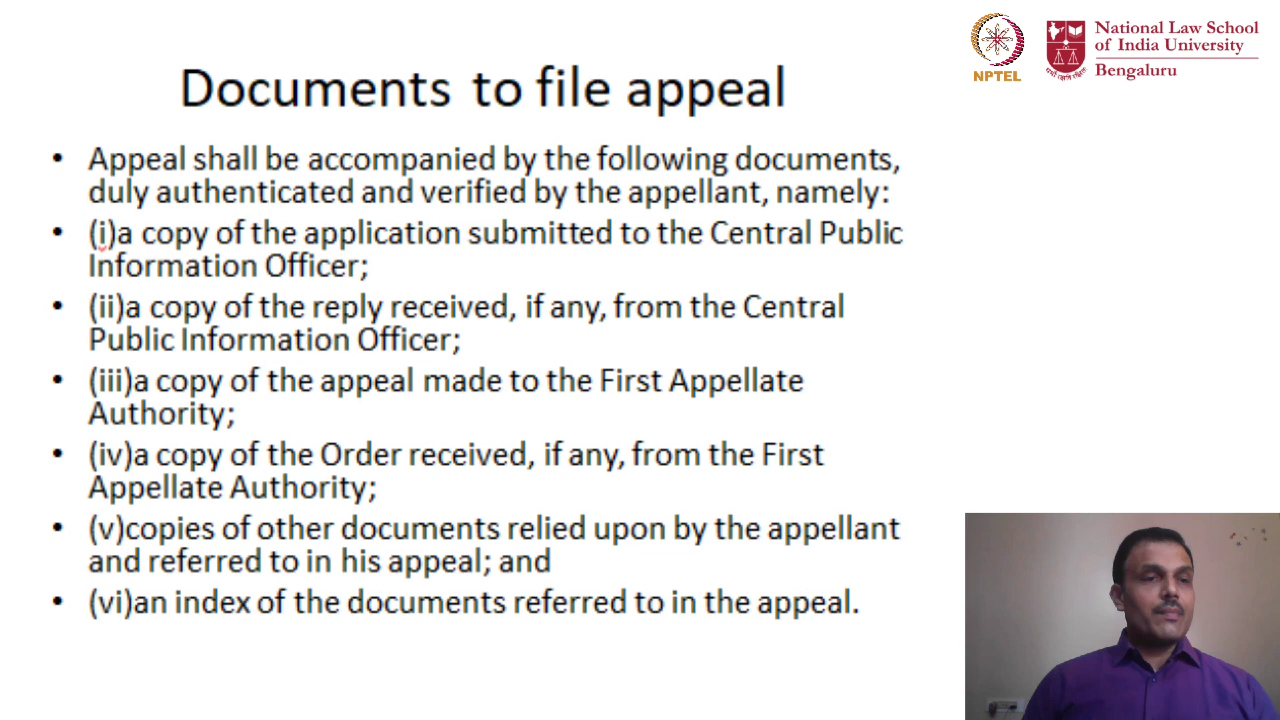 Documents to file appeal
• Appeal shall be accompanied by the following documents,
duly authenticated and verified by the appellant, namely:
• (i)a copy of the application submitted to the Central Public
Information Officer;
• (ii)a copy of the reply received, if any, from the Central
Public Information Officer;
• (iii)a copy of the appeal made to the First Appellate
Authority;
• (iv)a copy of the Order received, if any, from the First
Appellate Authority;
• (v)copies of other documents relied upon by the appellant
and referred to in his appeal; and
• (vi)an index of the documents referred to in the appeal.
NPTEL
National Law School
of India University
Bengaluru